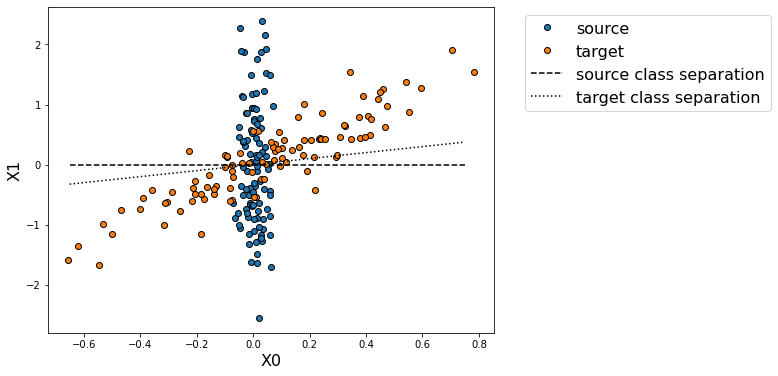 source
target
source class separation
target class separation
2
1
0
−1
−2
X1
−0.6 −0.4 −0.2 0.0 0.2 0.4 0.6 0.8
X0